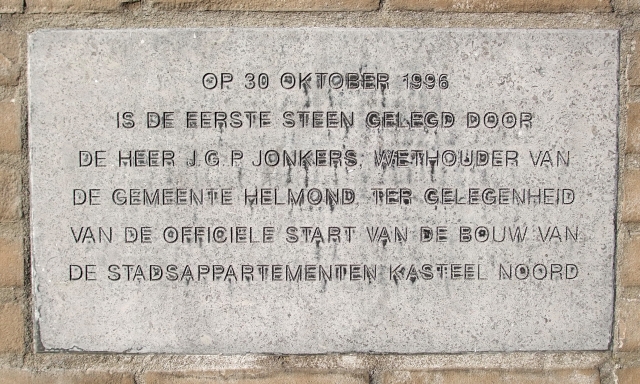 OP 30 OKTOBER 1996
IS DE EERSTE STEEN GELEGD DOOR
DE HEER J.G.P. JONKERS, WETHOUDER VAN
DE GEMEENTE HELMOND, TER GELEGENHEID
VAN DE OFFICIELE START VAN DE BOUW VAN
DE STADSAPPARTEMENTEN KASTEEL NOORD